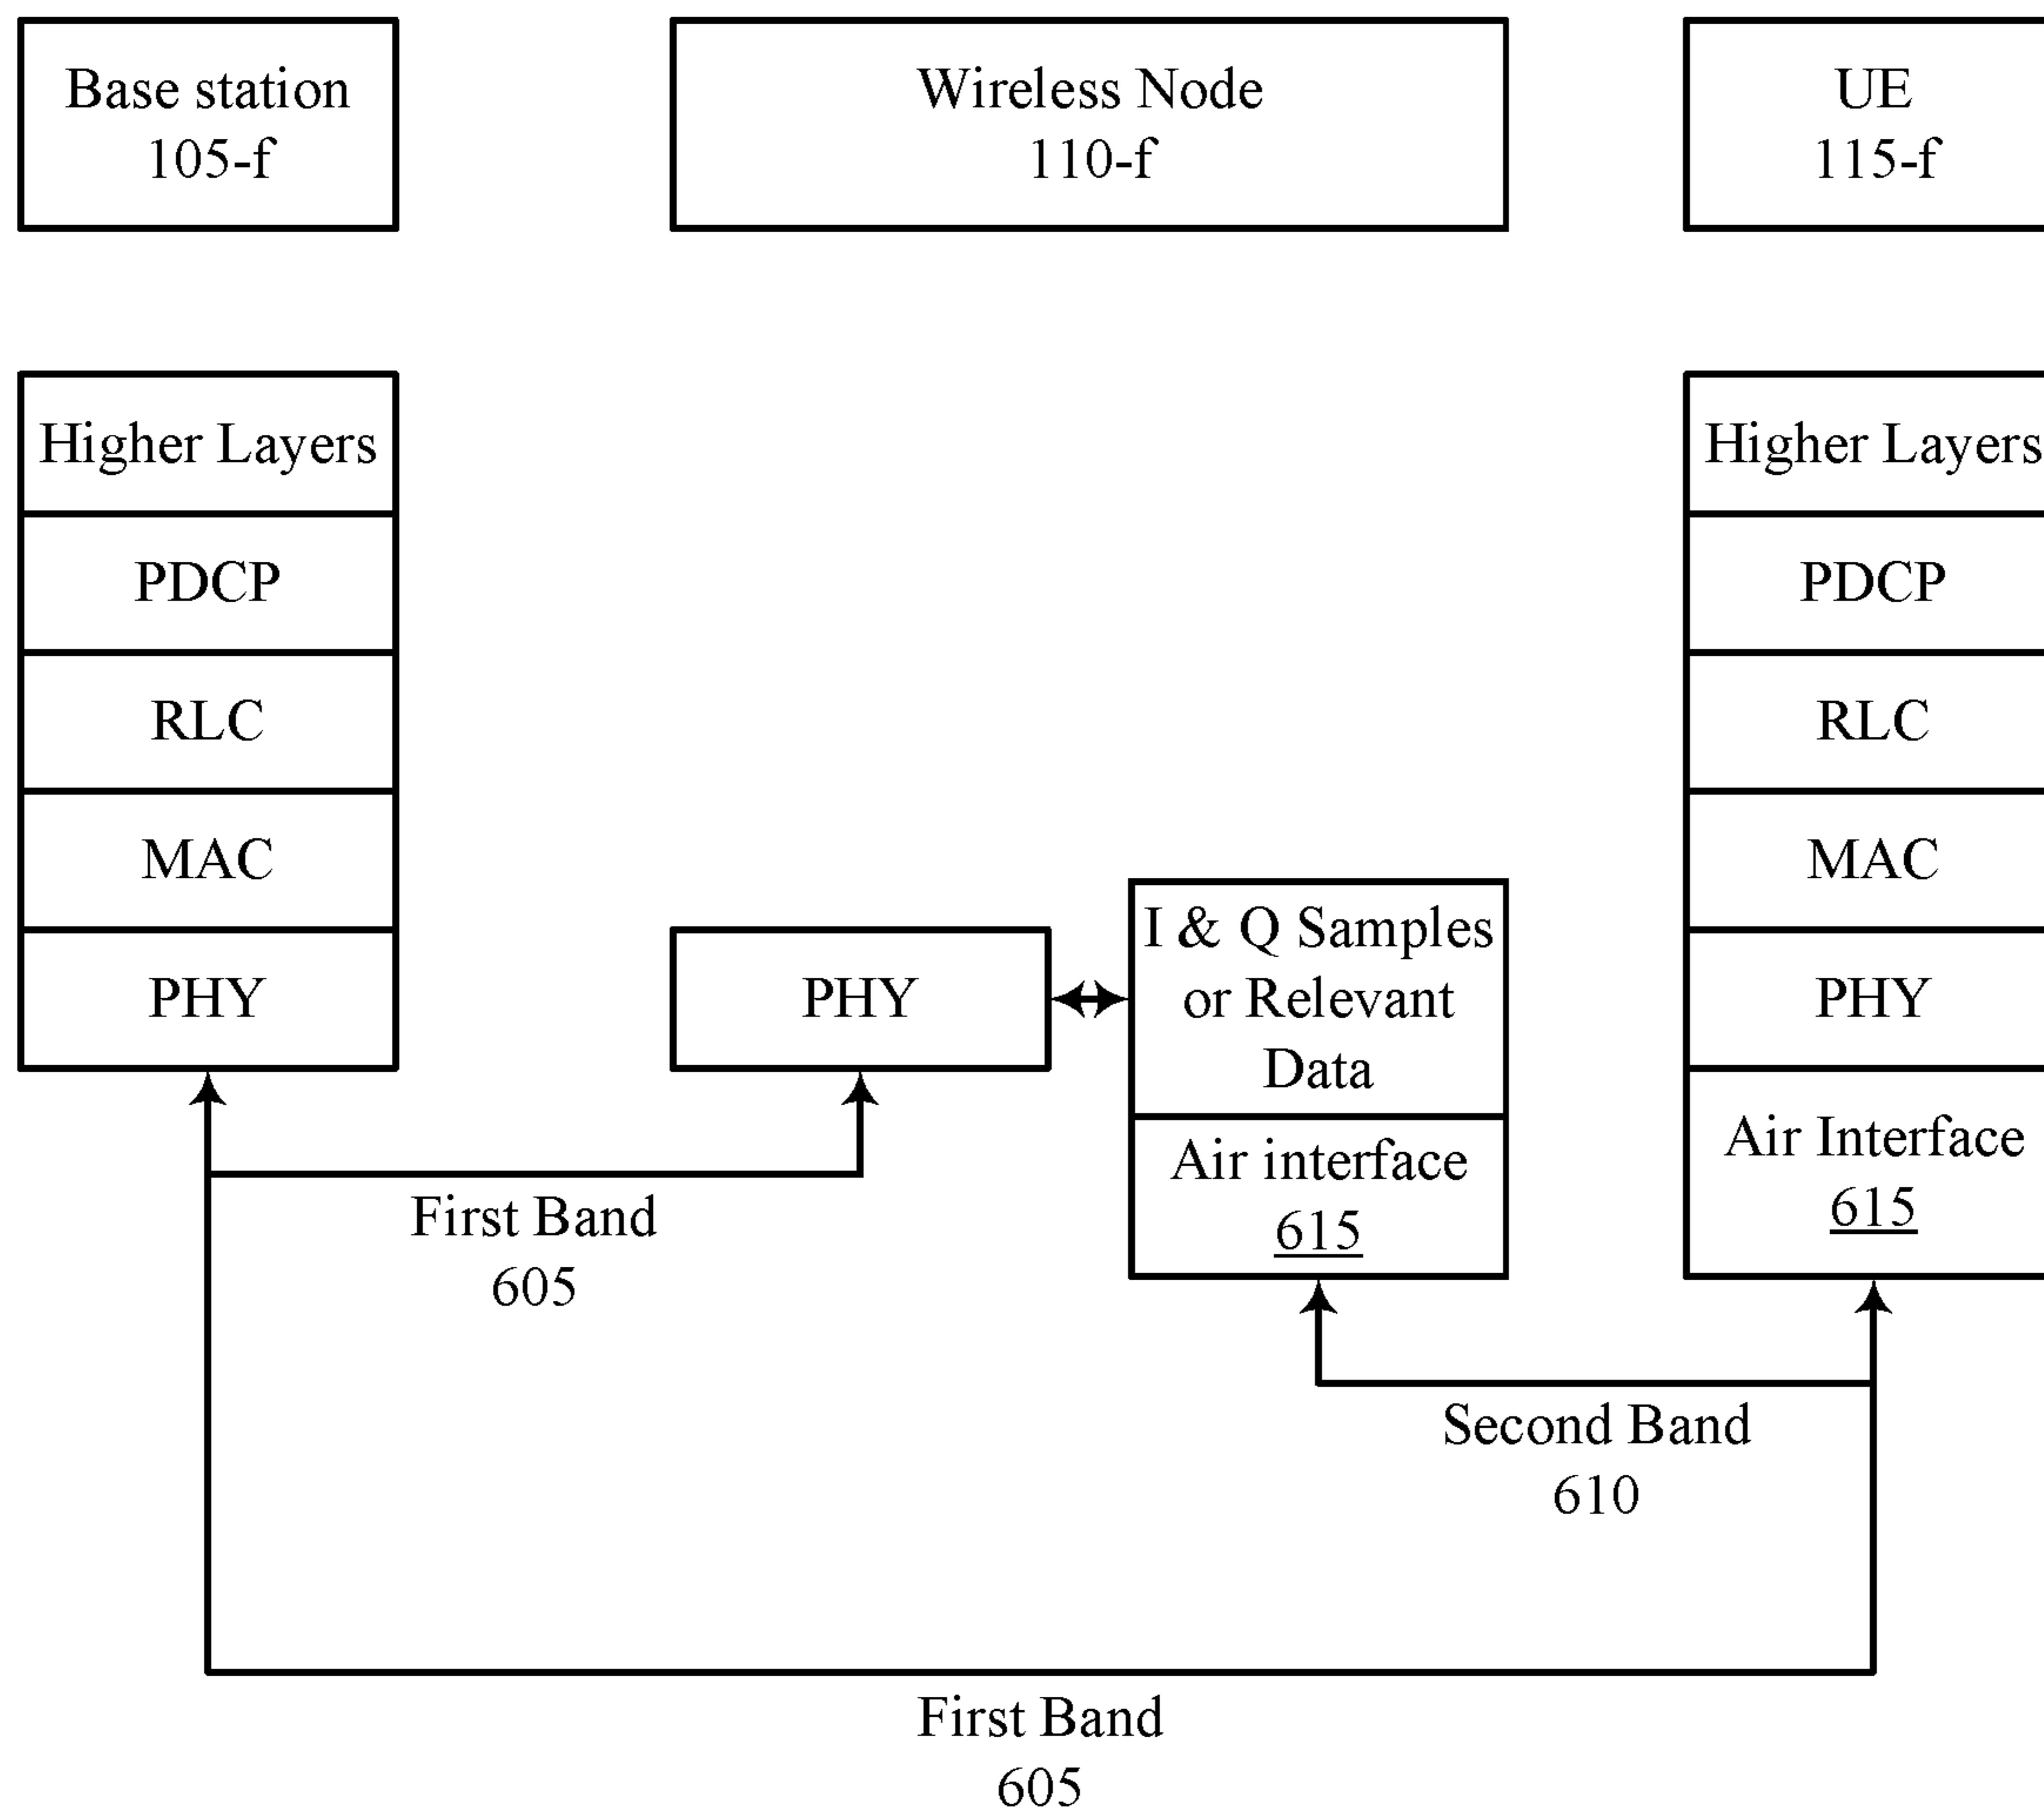 Base station
105-f
Wireless Node
110-f
UE
115-f
Higher Layers
PDCP
RLC
MAC
PHY
PHY
I & Q Samples
or Relevant
Data
Air interface
615
Higher Layers
PDCP
RLC
MAC
PHY
Air Interface
615
First Band
605
Second Band
610
First Band
605